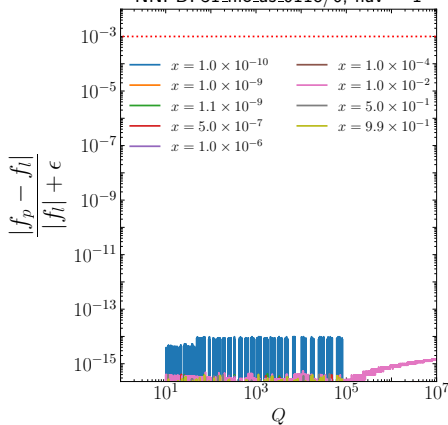 10^{-3}
10^{-5}
10^{-7}
10^{-9}
10^{-11}
10^{-13}
10^{-15}
|f_p − f_l|
|f_l| + ϵ
x = 1.0 × 10^{−10}
x = 1.0 × 10^{−9}
x = 1.1 × 10^{−9}
x = 5.0 × 10^{−7}
x = 1.0 × 10^{−6}
x = 1.0 × 10^{−4}
x = 1.0 × 10^{−2}
x = 5.0 × 10^{−1}
x = 9.9 × 10^{−1}
10^1
10^3
10^5
10^7
Q